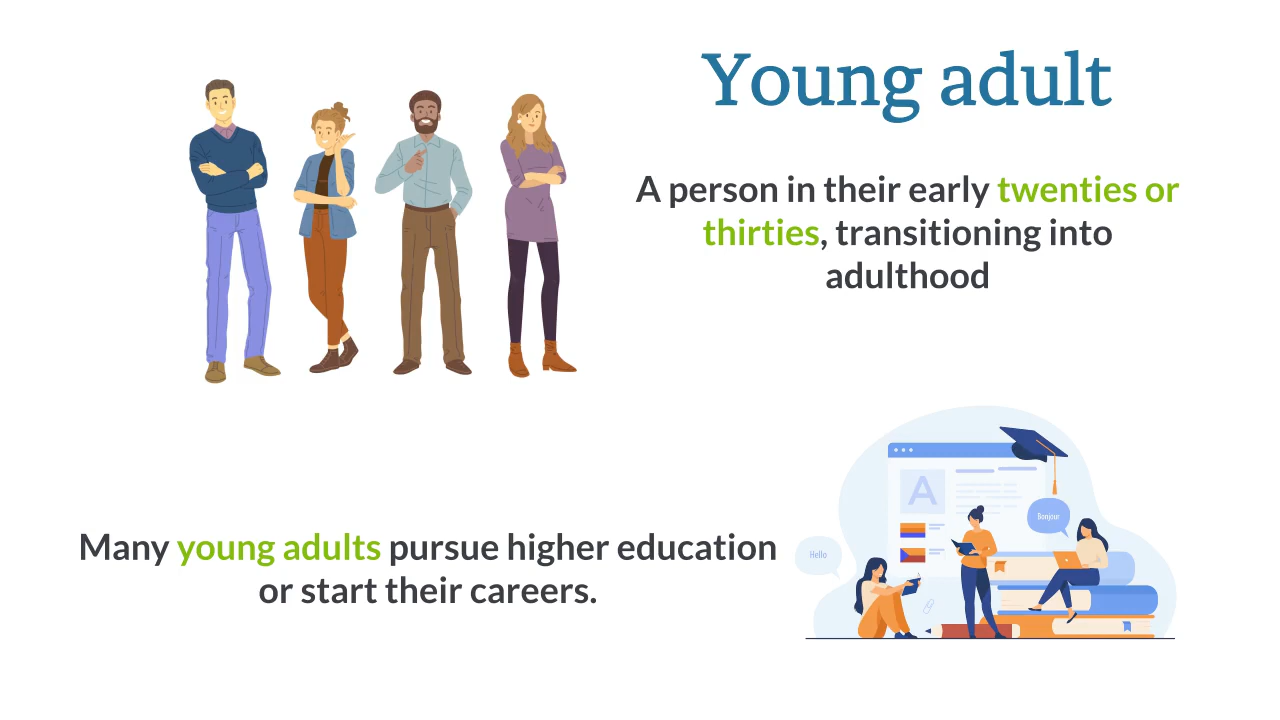 Young adult
A person in their early twenties or
thirties, transitioning into
adulthood
Many young adults pursue higher education
or start their careers.
A
Bonjour
Hello